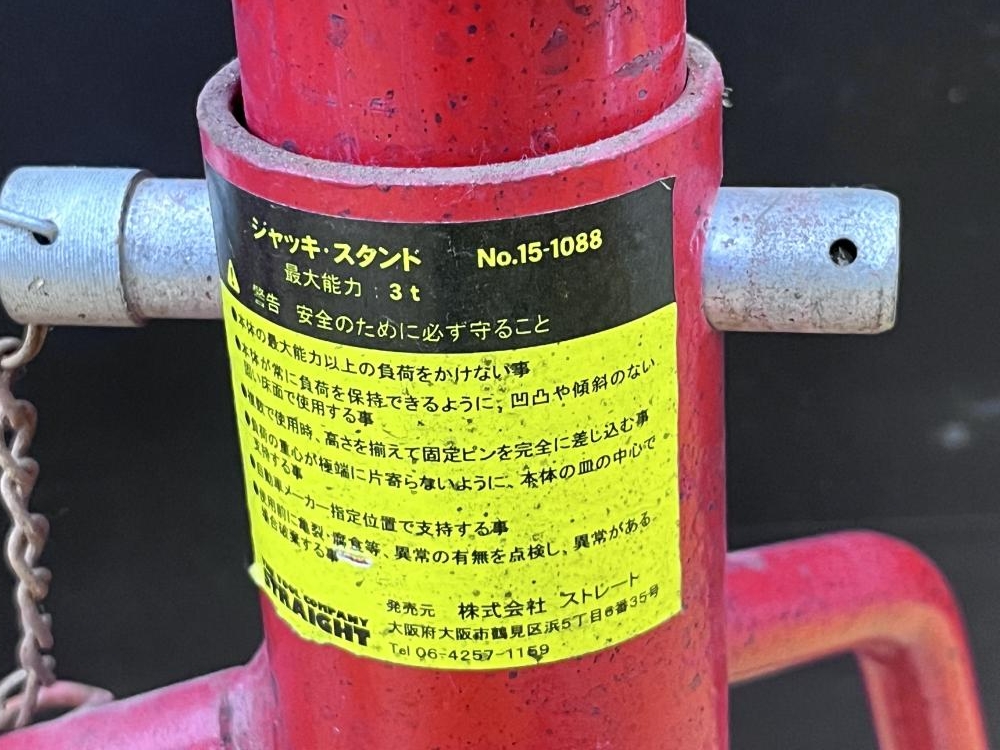 ジャッキ・スタンド No.15-1088
最大能力 3t
警告 安全のために必ず守ること
●本体の最大能力以上の負荷をかけない事
●本体が常に負荷を保持できるように、凹凸や傾斜のない
固い床面で使用する事
●複数で使用時、高さを揃えて固定ピンを完全に差し込む事
●負荷の重心が極端に片寄らないように、本体の皿の中心で
支持する事
●自動車メーカー指定位置で支持する事
●使用前に亀裂・腐食等、異常の有無を点検し、異常がある
場合破棄する事
COMPANY
STRAIGHT
発売元 株式会社 ストレート
大阪府大阪市鶴見区浜5丁目6番35号
Tel 06-4257-1159